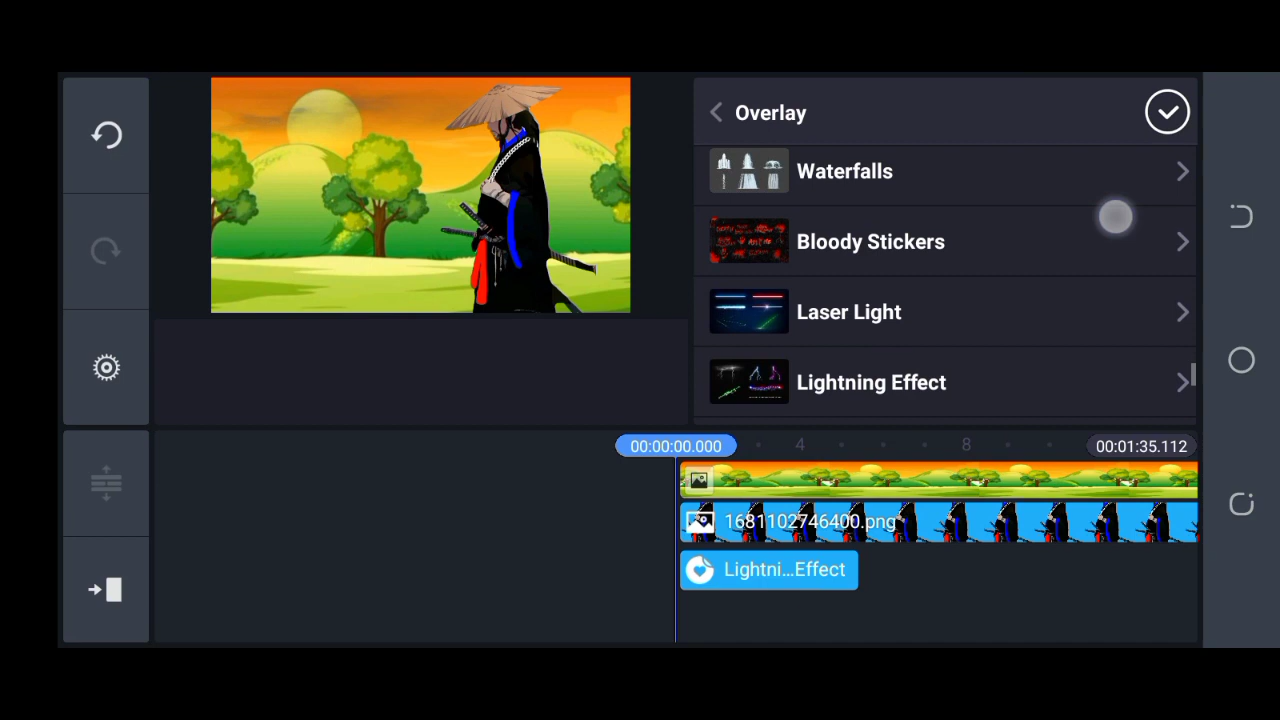 Overlay
Waterfalls
Bloody Stickers
Laser Light
Lightning Effect
00:00:00.000
4
8
00:01:35.112
1681102746400.png
Lightni...Effect